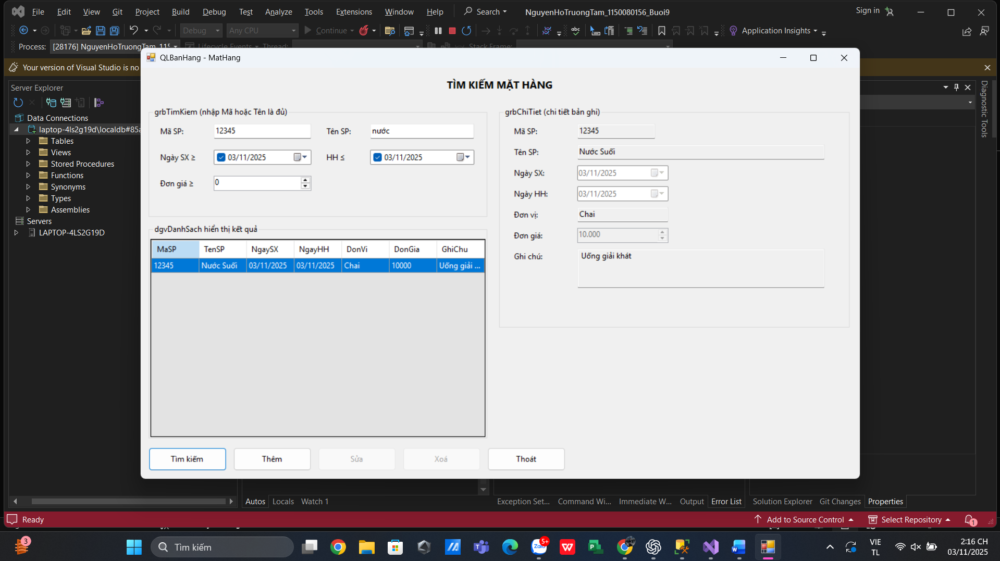 File Edit View Git Project Build Debug Test Analyze Tools Extensions Window Help Search NguyenHoTruongTam_1150080156_Buoi9 Sign in
Debug Any CPU Continue Application Insights
Process: [28176] NguyenHoTruongTam_115 Lifecycle Events Thread: Stack Frame:
Your version of Visual Studio is no
QLBanHang - MatHang
TÌM KIẾM MẶT HÀNG
Server Explorer
Data Connections
laptop-4ls2g19d\localdb#85a
Tables
Views
Stored Procedures
Functions
Synonyms
Types
Assemblies
Servers
LAPTOP-4LS2G19D
grbTimKiem (nhập Mã hoặc Tên là đủ)
Mã SP: 12345 Tên SP: nước
Ngày SX ≥ 03/11/2025 HH ≤ 03/11/2025
Đơn giá ≥ 0
dgvDanhSach hiển thị kết quả
MaSP TenSP NgaySX NgayHH DonVi DonGia GhiChu
12345 Nước Suối 03/11/2025 03/11/2025 Chai 10000 Uống giải ...
grbChiTiet (chi tiết bản ghi)
Mã SP: 12345
Tên SP: Nước Suối
Ngày SX: 03/11/2025
Ngày HH: 03/11/2025
Đơn vị: Chai
Đơn giá: 10.000
Ghi chú: Uống giải khát
Tìm kiếm Thêm Sửa Xoá Thoát
Diagnostic Tools
Autos Locals Watch 1 Exception Set... Command Wi... Immediate W... Output Error List Solution Explorer Git Changes Properties
Ready Add to Source Control Select Repository 1
3 Tìm kiếm Zalo 5+ VIE 2:16 CH
TL 03/11/2025